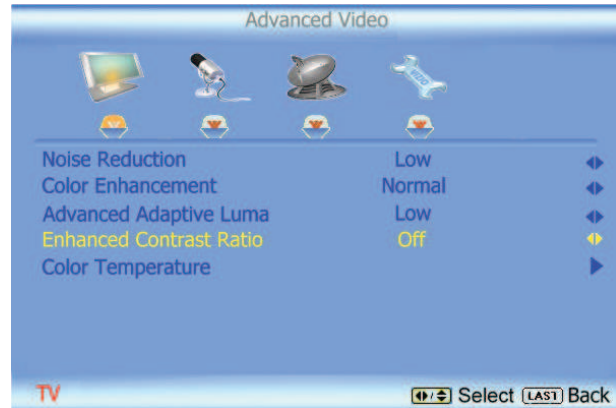 Advanced Video
Noise Reduction Low
Color Enhancement Normal
Advanced Adaptive Luma Low
Enhanced Contrast Ratio Off
Color Temperature
TV Select LAST Back